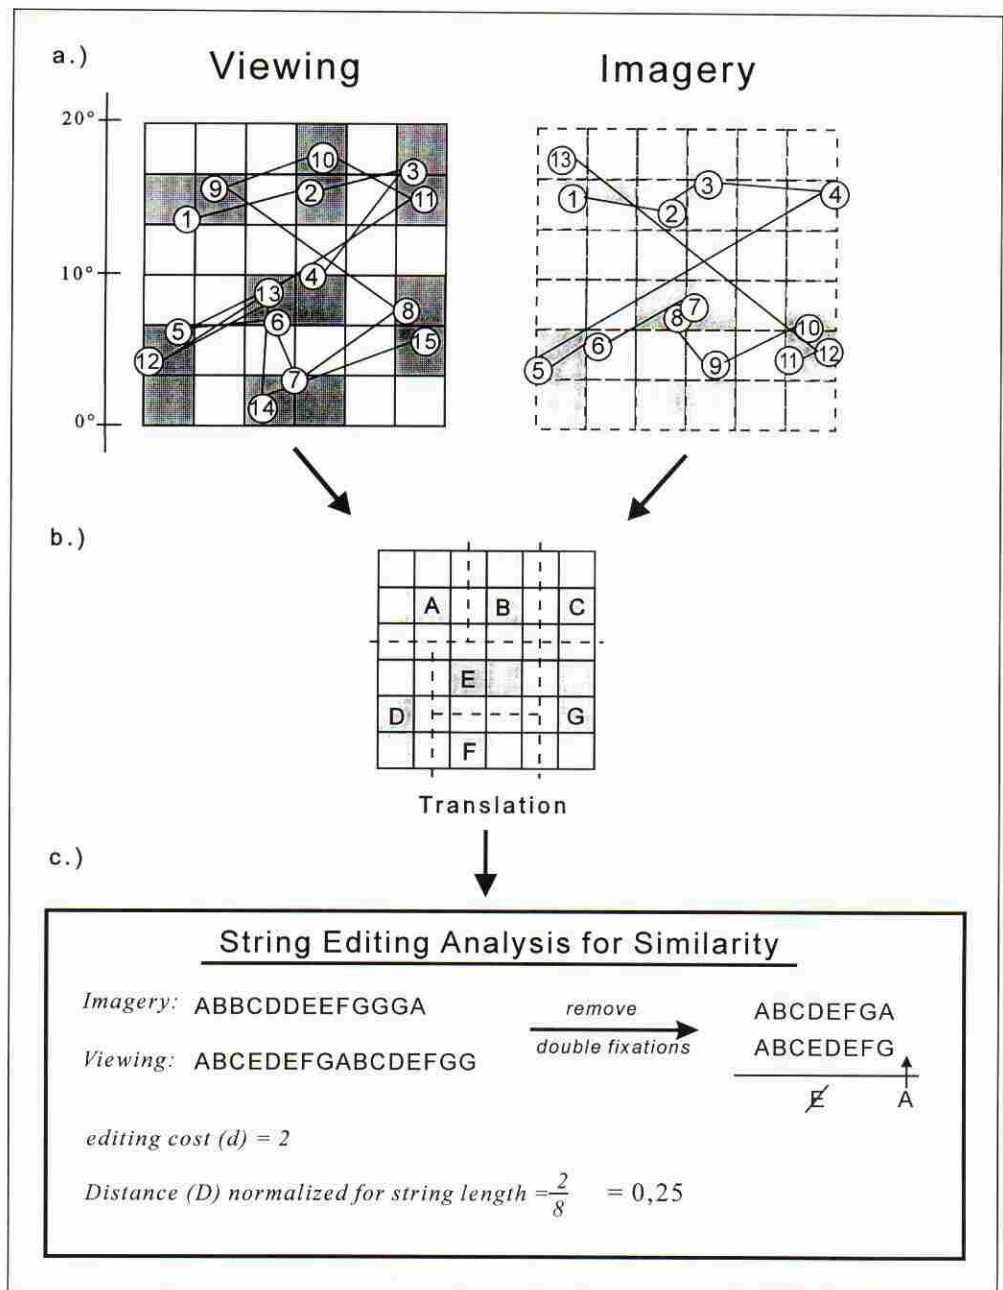 a.)
Viewing Imagery
20°
10 3 13
9 2 11 1 3 4
1 2
10°
4
13 8 7
5 6 8 10
12 15 6 12
7 5 9 11
14
0°
b.)
A B C
E
D G
F
Translation
c.)
String Editing Analysis for Similarity
Imagery: ABBCDDEEFGGGA remove ABCDEFGA
Viewing: ABCEDEFGABCDEFGG double fixations ABCEDEFG
E A
editing cost (d) = 2
Distance (D) normalized for string length = 2/8 = 0,25